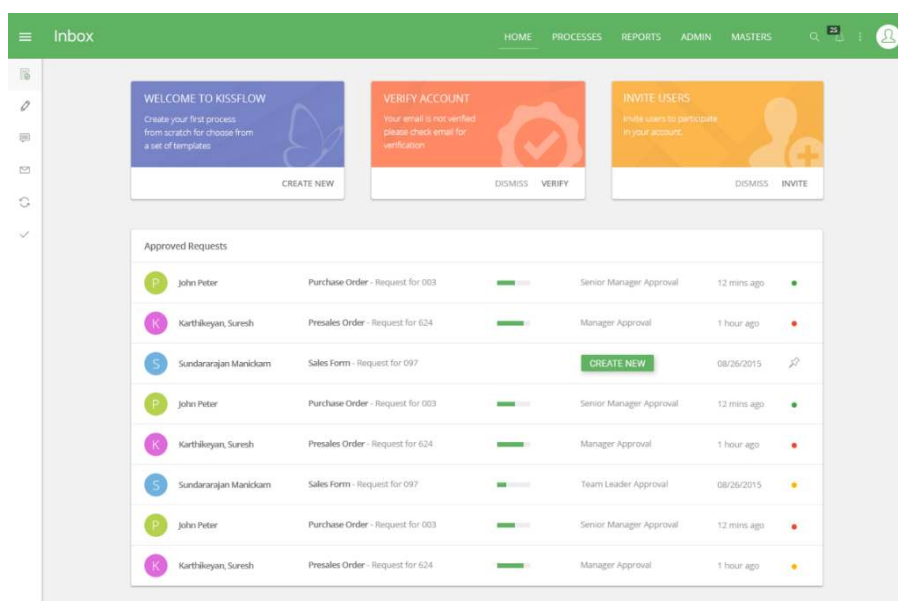 Inbox
HOME PROCESSES REPORTS ADMIN MASTERS 25
WELCOME TO KISSFLOW
Create your first process
from scratch for choose from
a set of templates
CREATE NEW
VERIFY ACCOUNT
Your email is not verified
please check email for
verification
DISMISS VERIFY
INVITE USERS
Invite users to participate
in your account.
DISMISS INVITE
Approved Requests
P John Peter Purchase Order - Request for 003 Senior Manager Approval 12 mins ago
K Karthikeyan, Suresh Presales Order - Request for 624 Manager Approval 1 hour ago
S Sundararajan Manickam Sales Form - Request for 097 CREATE NEW 08/26/2015
P John Peter Purchase Order - Request for 003 Senior Manager Approval 12 mins ago
K Karthikeyan, Suresh Presales Order - Request for 624 Manager Approval 1 hour ago
S Sundararajan Manickam Sales Form - Request for 097 Team Leader Approval 08/26/2015
P John Peter Purchase Order - Request for 003 Senior Manager Approval 12 mins ago
K Karthikeyan, Suresh Presales Order - Request for 624 Manager Approval 1 hour ago